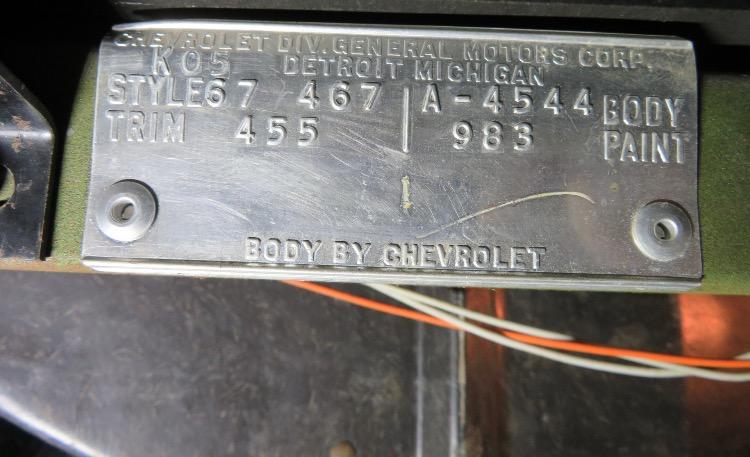 CHEVROLET DIV. GENERAL MOTORS CORP.
K05 DETROIT MICHIGAN
STYLE 67 467 A-4544 BODY
TRIM 455 983 PAINT
BODY BY CHEVROLET